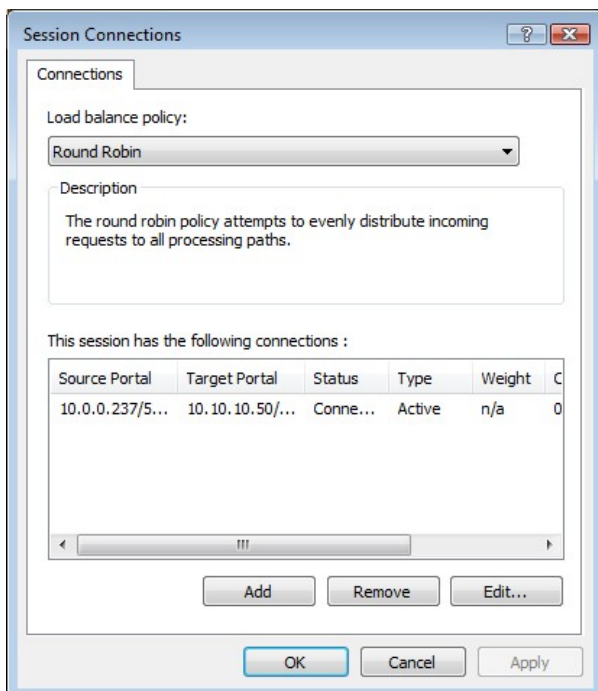 Session Connections
Connections
Load balance policy:
Round Robin
Description
The round robin policy attempts to evenly distribute incoming
requests to all processing paths.
This session has the following connections :
Source Portal Target Portal Status Type Weight C
10.0.0.237/5... 10.10.10.50/... Conne... Active n/a 0
Add Remove Edit...
OK Cancel Apply